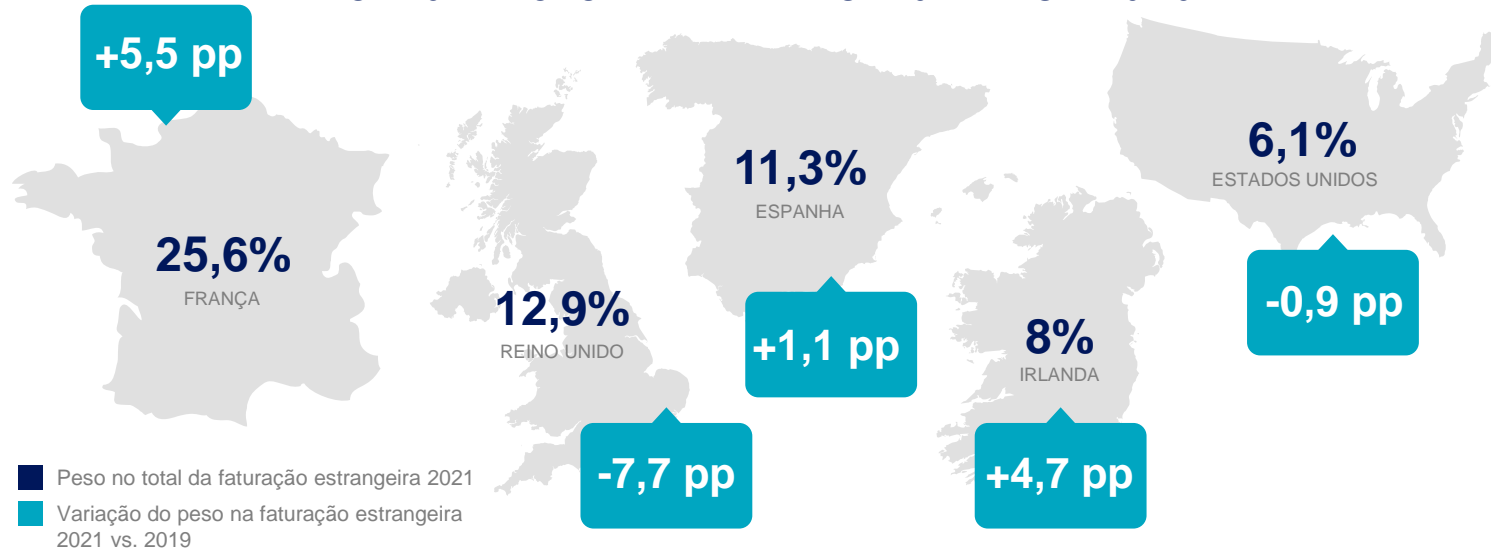 +5,5 pp
25,6%
FRANÇA
12,9%
REINO UNIDO
-7,7 pp
11,3%
ESPANHA
+1,1 pp
8%
IRLANDA
+4,7 pp
6,1%
ESTADOS UNIDOS
-0,9 pp
Peso no total da faturação estrangeira 2021
Variação do peso na faturação estrangeira
2021 vs. 2019